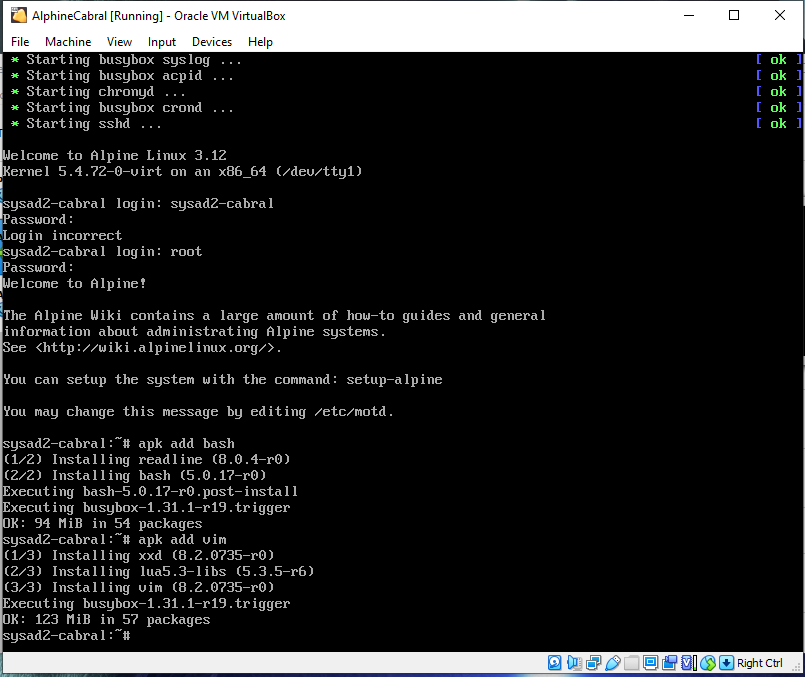 AlphineCabral [Running] - Oracle VM VirtualBox
File Machine View Input Devices Help
* Starting busybox syslog ... [ ok ]
* Starting busybox acpid ... [ ok ]
* Starting chronyd ... [ ok ]
* Starting busybox crond ... [ ok ]
* Starting sshd ... [ ok ]
Welcome to Alpine Linux 3.12
Kernel 5.4.72-0-virt on an x86_64 (/dev/tty1)
sysad2-cabral login: sysad2-cabral
Password:
Login incorrect
sysad2-cabral login: root
Password:
Welcome to Alpine!
The Alpine Wiki contains a large amount of how-to guides and general
information about administrating Alpine systems.
See <http://wiki.alpinelinux.org/>.
You can setup the system with the command: setup-alpine
You may change this message by editing /etc/motd.
sysad2-cabral:~# apk add bash
(1/2) Installing readline (8.0.4-r0)
(2/2) Installing bash (5.0.17-r0)
Executing bash-5.0.17-r0.post-install
Executing busybox-1.31.1-r19.trigger
OK: 94 MiB in 54 packages
sysad2-cabral:~# apk add vim
(1/3) Installing xxd (8.2.0735-r0)
(2/3) Installing lua5.3-libs (5.3.5-r6)
(3/3) Installing vim (8.2.0735-r0)
Executing busybox-1.31.1-r19.trigger
OK: 123 MiB in 57 packages
sysad2-cabral:~#
Right Ctrl